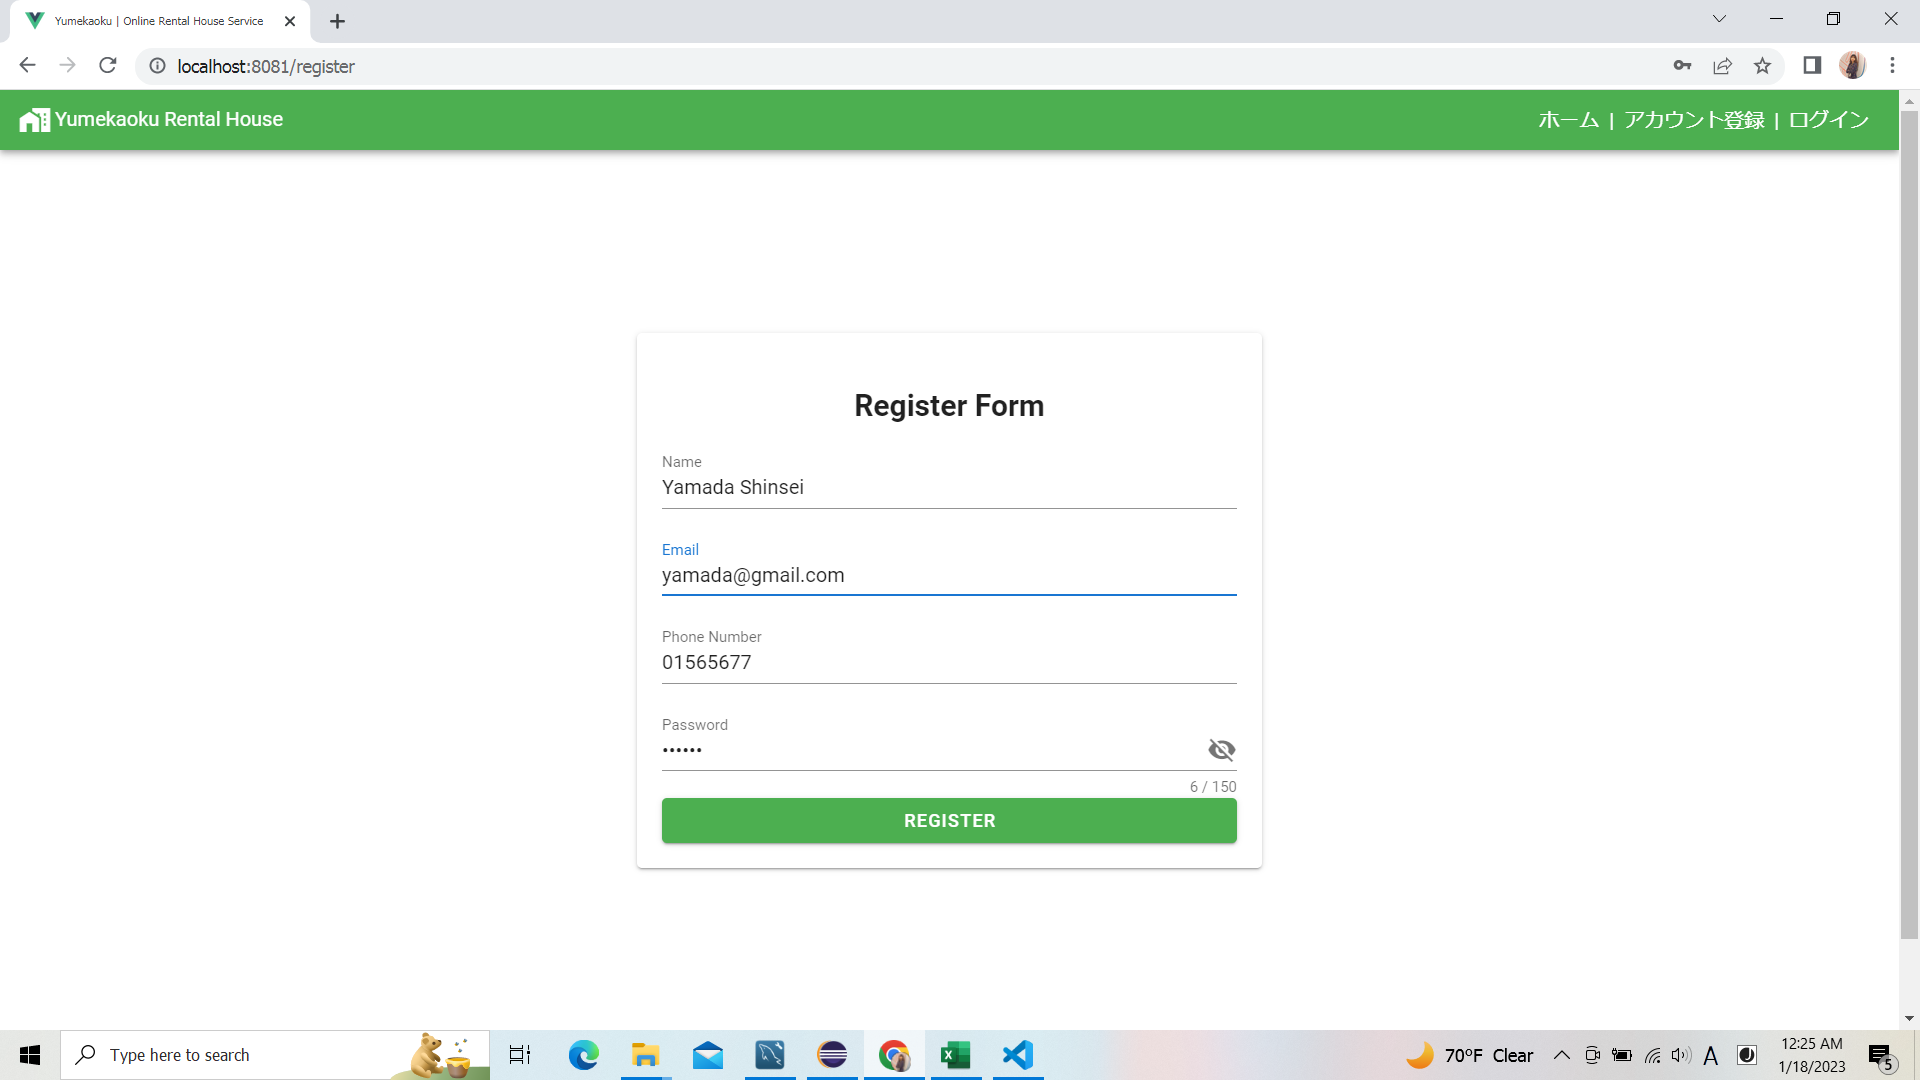 Yumekaoku | Online Rental House Service
localhost:8081/register
Yumekaoku Rental House
ホーム | アカウント登録 | ログイン
Register Form
Name
Yamada Shinsei
Email
yamada@gmail.com
Phone Number
01565677
Password
••••••
6 / 150
REGISTER
Type here to search
70°F Clear
A
12:25 AM
1/18/2023
5